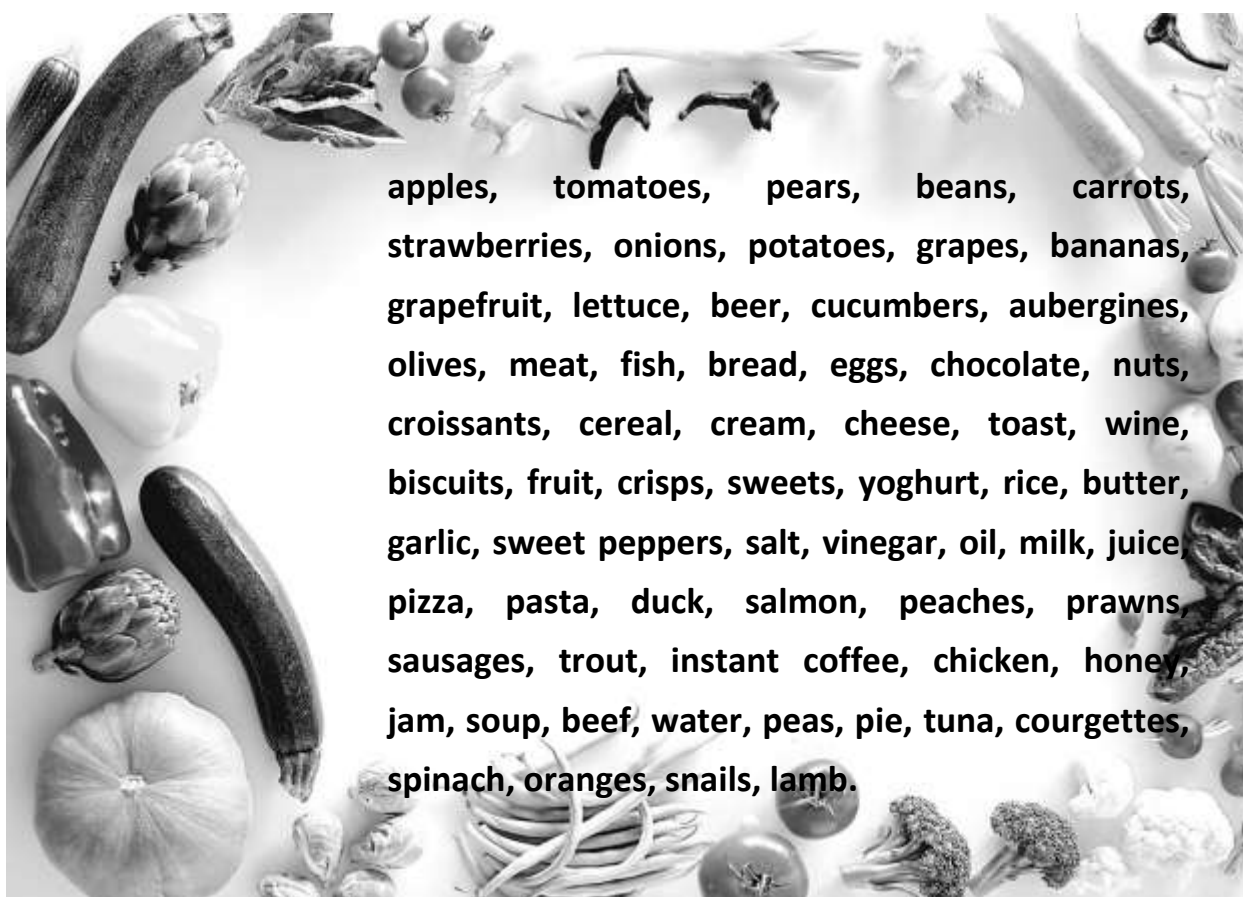 apples, tomatoes, pears, beans, carrots,
strawberries, onions, potatoes, grapes, bananas,
grapefruit, lettuce, beer, cucumbers, aubergines,
olives, meat, fish, bread, eggs, chocolate, nuts,
croissants, cereal, cream, cheese, toast, wine,
biscuits, fruit, crisps, sweets, yoghurt, rice, butter,
garlic, sweet peppers, salt, vinegar, oil, milk, juice,
pizza, pasta, duck, salmon, peaches, prawns,
sausages, trout, instant coffee, chicken, honey,
jam, soup, beef, water, peas, pie, tuna, courgettes,
spinach, oranges, snails, lamb.